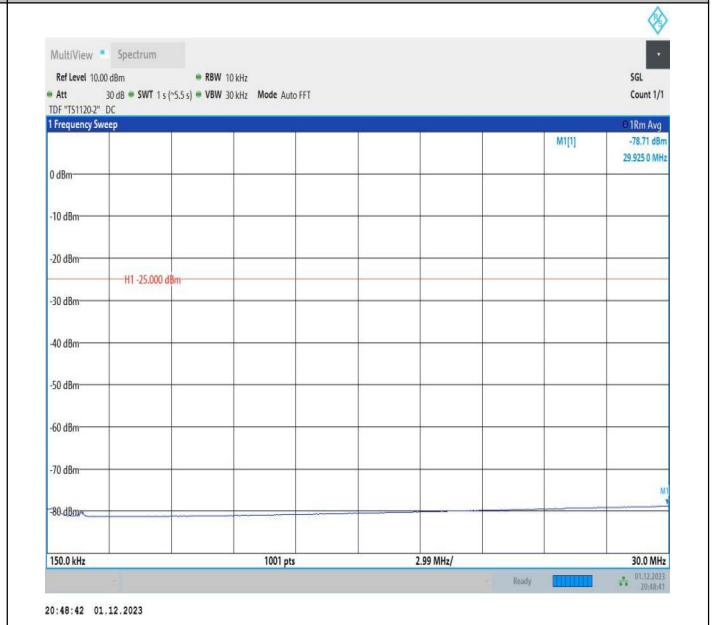 R S
MultiView Spectrum
Ref Level 10.00 dBm RBW 10 kHz SGL
Att 30 dB SWT 1 s (~5.5 s) VBW 30 kHz Mode Auto FFT Count 1/1
TDF "TS1120-2" DC
1 Frequency Sweep 1Rm Avg
M1[1] -78.71 dBm
29.925 0 MHz
0 dBm
-10 dBm
-20 dBm
H1 -25.000 dBm
-30 dBm
-40 dBm
-50 dBm
-60 dBm
-70 dBm
M1
-80 dBm
150.0 kHz 1001 pts 2.99 MHz/ 30.0 MHz
Ready 01.12.2023
20:48:41
20:48:42 01.12.2023